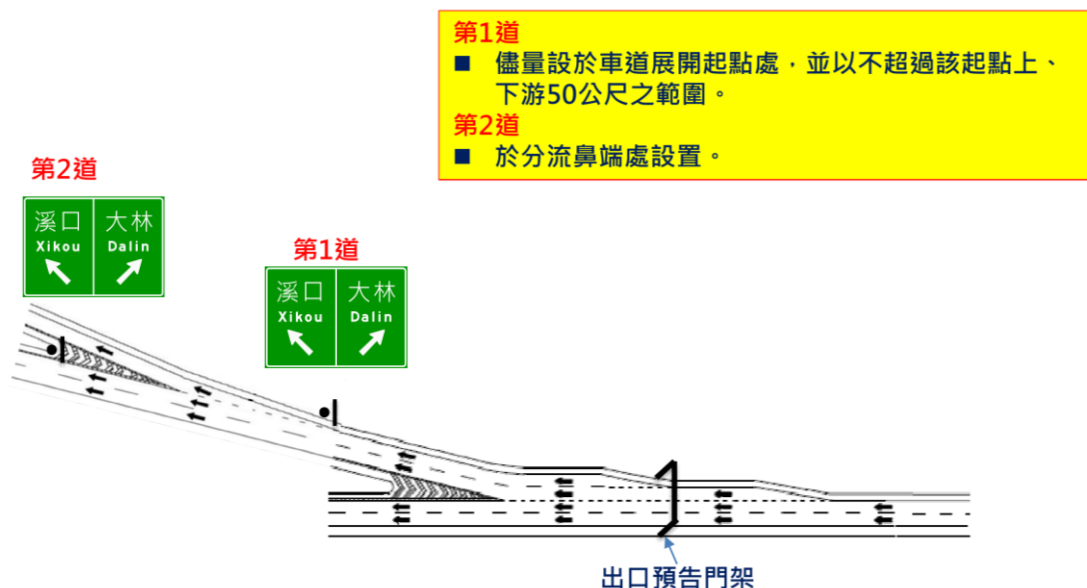 第1道
■ 儘量設於車道展開起點處，並以不超過該起點上、
下游50公尺之範圍。
第2道
■ 於分流鼻端處設置。
第2道
溪口 大林
Xikou Dalin
第1道
溪口 大林
Xikou Dalin
出口預告門架